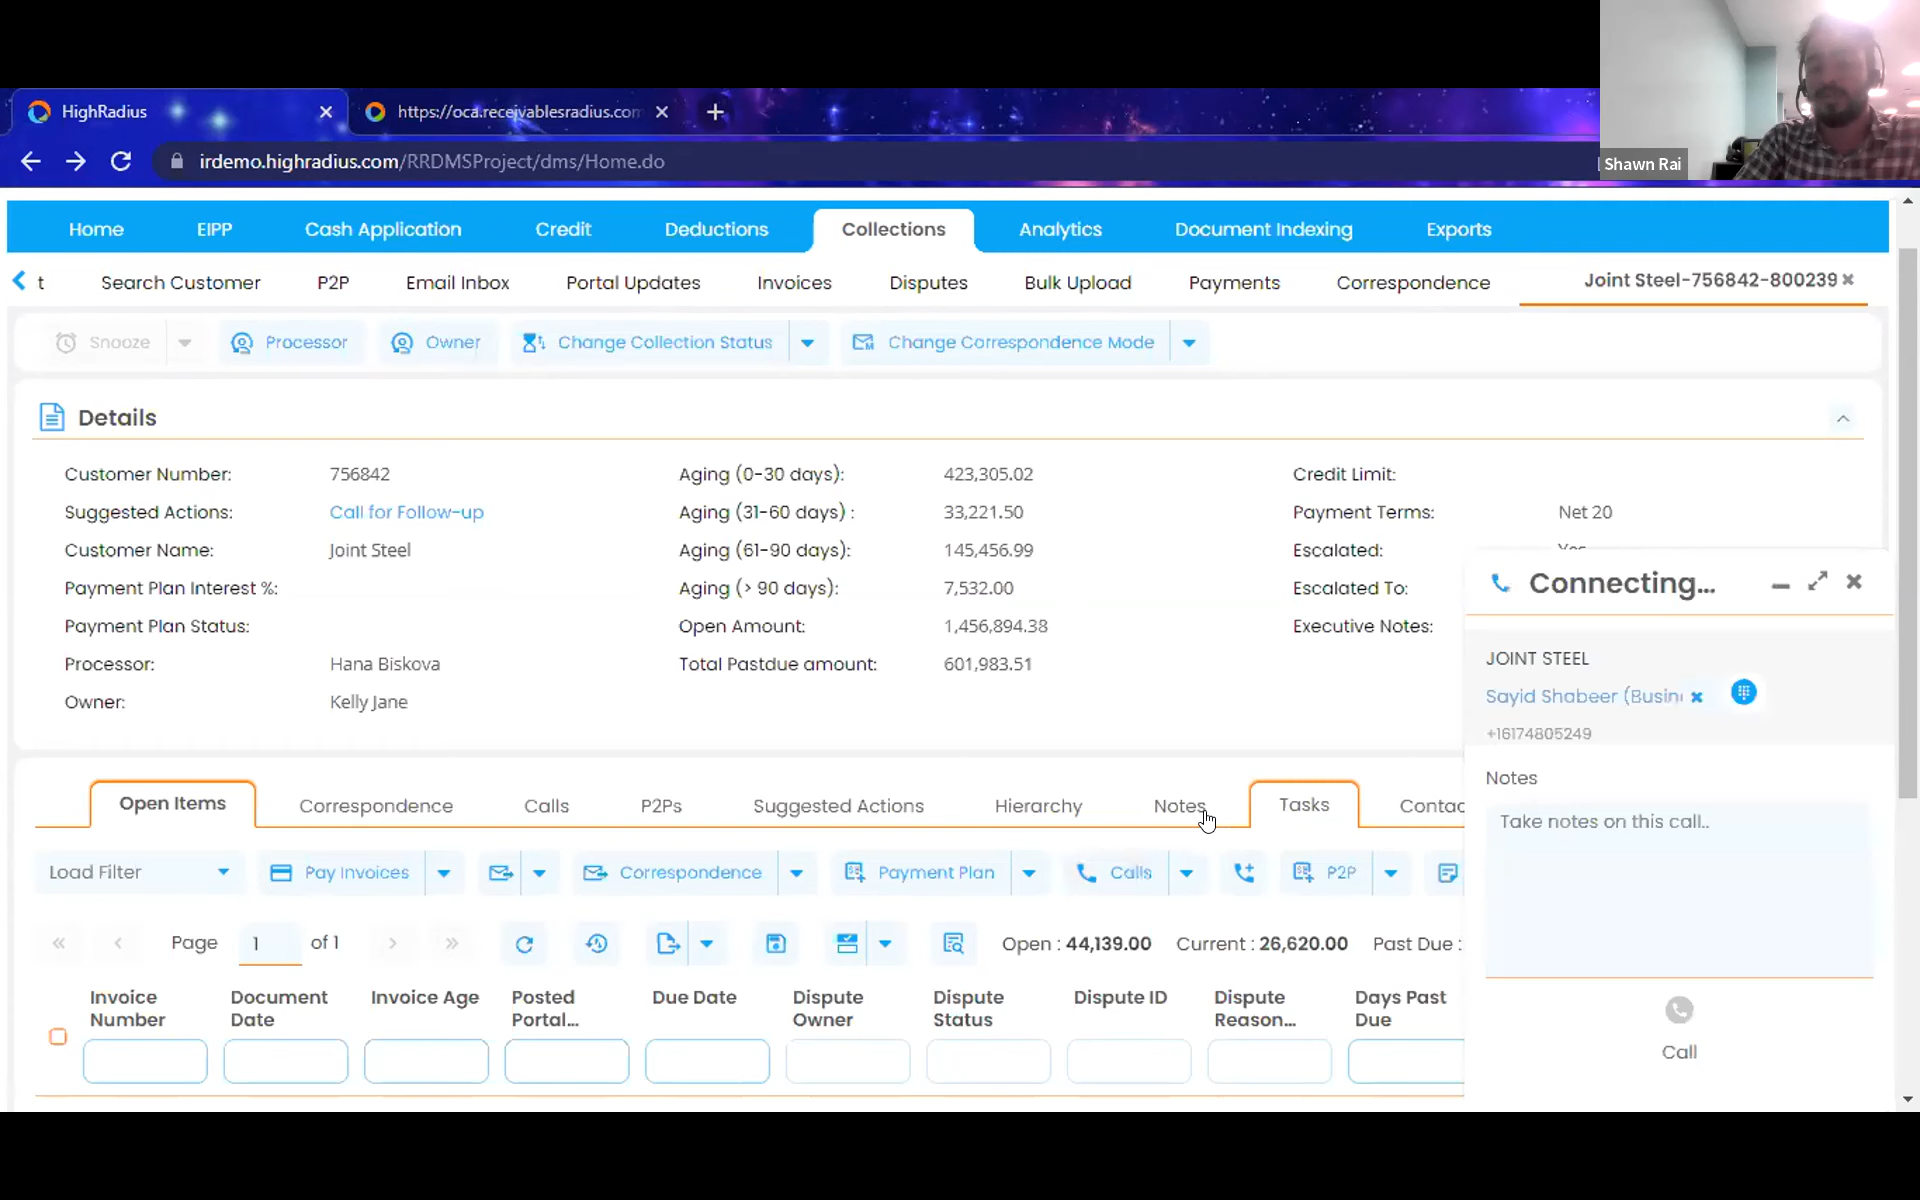 HighRadius
https://oca.receivablesradius.com
irdemo.highradius.com/RRDMSProject/dms/Home.do
Shawn Rai
Home EIPP Cash Application Credit Deductions Collections Analytics Document Indexing Exports
t Search Customer P2P Email Inbox Portal Updates Invoices Disputes Bulk Upload Payments Correspondence Joint Steel-756842-800239
Snooze Processor Owner Change Collection Status Change Correspondence Mode
Details
Customer Number: 756842 Aging (0-30 days): 423,305.02 Credit Limit:
Suggested Actions: Call for Follow-up Aging (31-60 days) : 33,221.50 Payment Terms: Net 20
Customer Name: Joint Steel Aging (61-90 days): 145,456.99 Escalated: Yes
Payment Plan Interest %: Aging (> 90 days): 7,532.00 Escalated To:
Payment Plan Status: Open Amount: 1,456,894.38 Executive Notes:
Processor: Hana Biskova Total Pastdue amount: 601,983.51
Owner: Kelly Jane
Connecting...
JOINT STEEL
Sayid Shabeer (Busin
+16174805249
Notes
Take notes on this call..
Call
Open Items Correspondence Calls P2Ps Suggested Actions Hierarchy Notes Tasks Contac
Load Filter Pay Invoices Correspondence Payment Plan Calls P2P
Page 1 of 1 Open : 44,139.00 Current : 26,620.00 Past Due :
Invoice Number Document Date Invoice Age Posted Portal... Due Date Dispute Owner Dispute Status Dispute ID Dispute Reason... Days Past Due